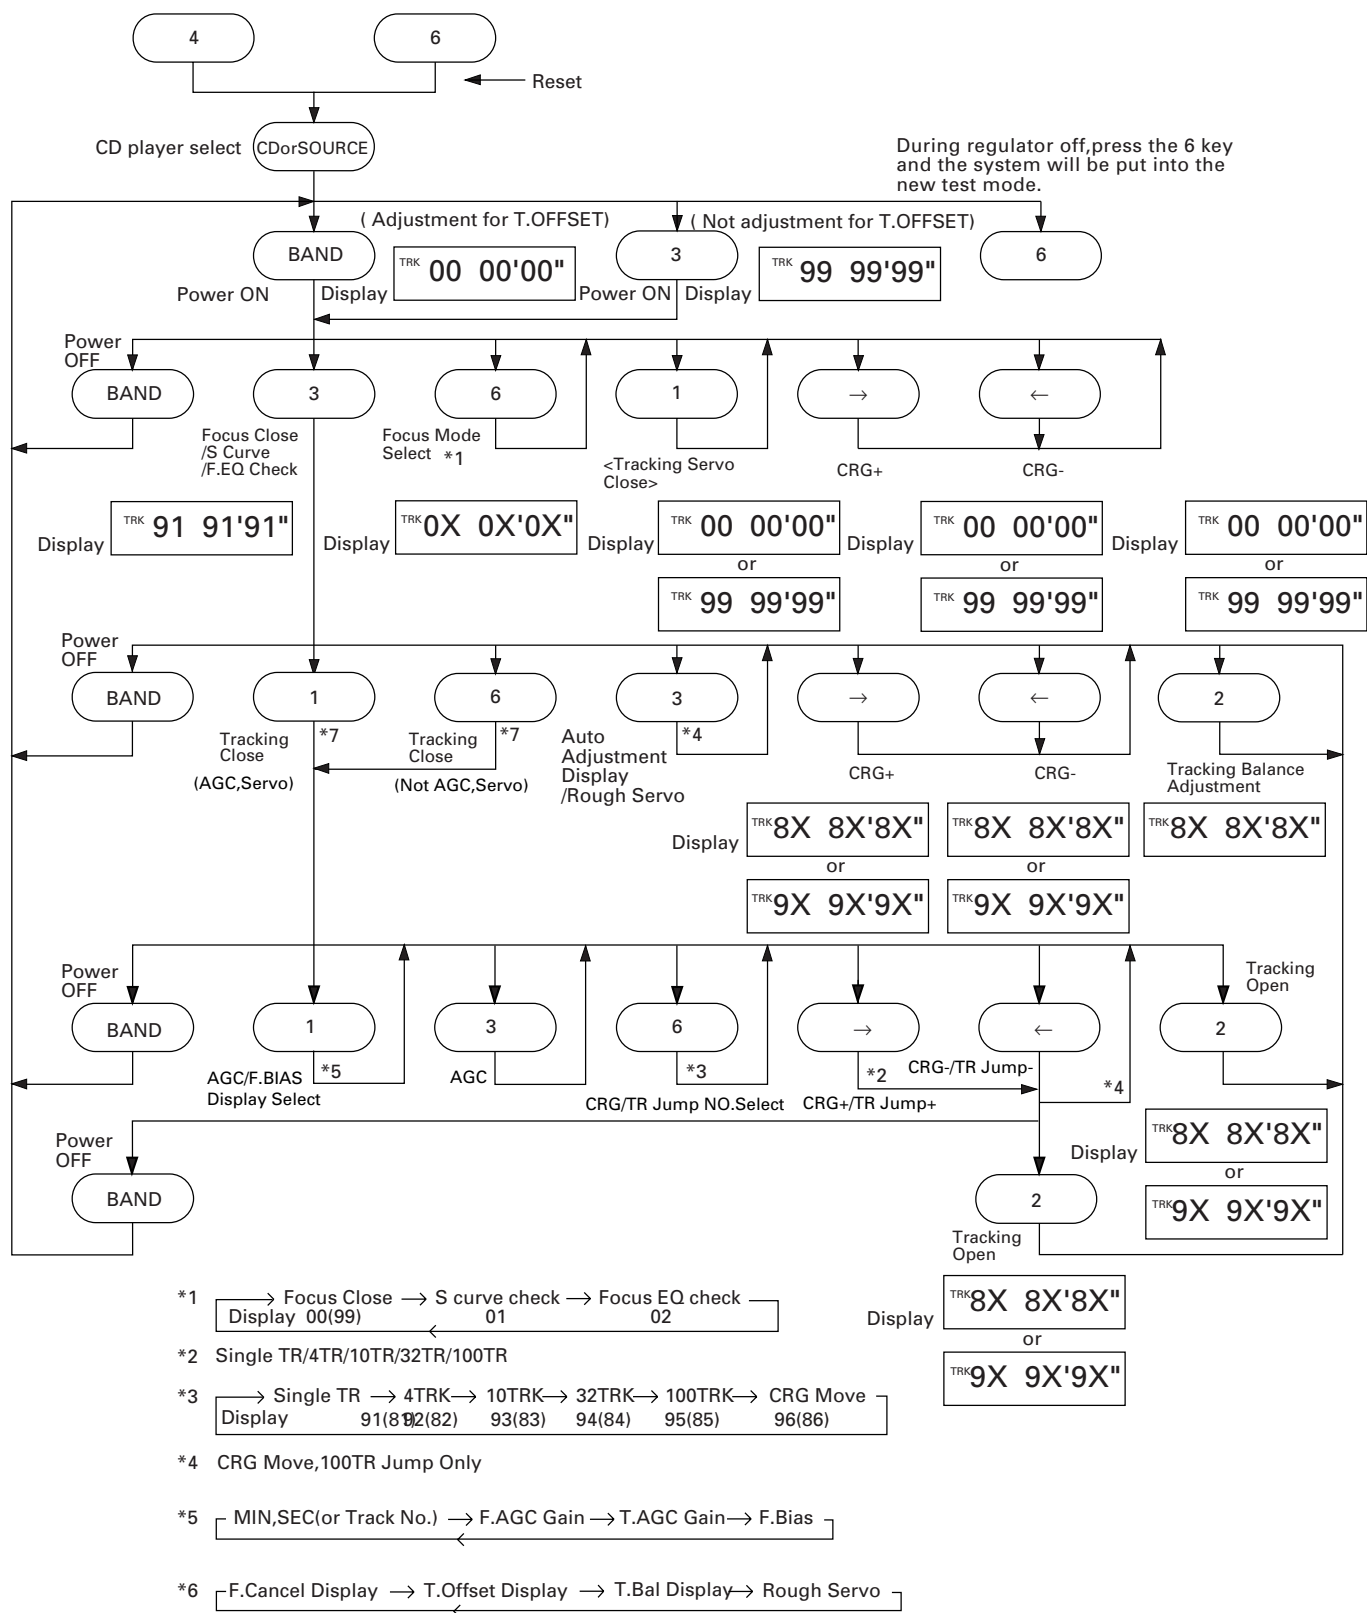 4
6
Reset
CD player select
CDorSOURCE
During regulator off,press the 6 key
and the system will be put into the
new test mode.
( Adjustment for T.OFFSET)
( Not adjustment for T.OFFSET)
BAND
TRK 00 00'00"
3
TRK 99 99'99"
6
Power ON
Display
Power ON
Display
Power
OFF
BAND
3
6
1
→
←
Focus Close
/S Curve
/F.EQ Check
Focus Mode
Select *1
<Tracking Servo
Close>
CRG+
CRG-
Display
TRK 91 91'91"
Display
TRK 0X 0X'0X"
Display
TRK 00 00'00"
or
TRK 99 99'99"
Display
TRK 00 00'00"
or
TRK 99 99'99"
Display
TRK 00 00'00"
or
TRK 99 99'99"
Power
OFF
BAND
1
6
3
→
←
2
Tracking
Close
*7
(AGC,Servo)
Tracking
Close
*7
(Not AGC,Servo)
Auto
Adjustment
Display
/Rough Servo
*4
CRG+
CRG-
Tracking Balance
Adjustment
Display
TRK 8X 8X'8X"
or
TRK 9X 9X'9X"
TRK 8X 8X'8X"
or
TRK 9X 9X'9X"
TRK 8X 8X'8X"
Power
OFF
BAND
1
3
6
→
←
Tracking
Open
2
*5
AGC/F.BIAS
Display Select
AGC
*3
CRG/TR Jump NO.Select
*2
CRG+/TR Jump+
CRG-/TR Jump-
*4
Power
OFF
BAND
2
Tracking
Open
Display
TRK 8X 8X'8X"
or
TRK 9X 9X'9X"
Display
TRK 8X 8X'8X"
or
TRK 9X 9X'9X"
*1 → Focus Close → S curve check → Focus EQ check
Display 00(99) 01 02
*2 Single TR/4TR/10TR/32TR/100TR
*3 → Single TR → 4TRK → 10TRK → 32TRK → 100TRK → CRG Move
Display 91(81) 92(82) 93(83) 94(84) 95(85) 96(86)
*4 CRG Move,100TR Jump Only
*5 MIN,SEC(or Track No.) → F.AGC Gain → T.AGC Gain → F.Bias
*6 F.Cancel Display → T.Offset Display → T.Bal Display → Rough Servo